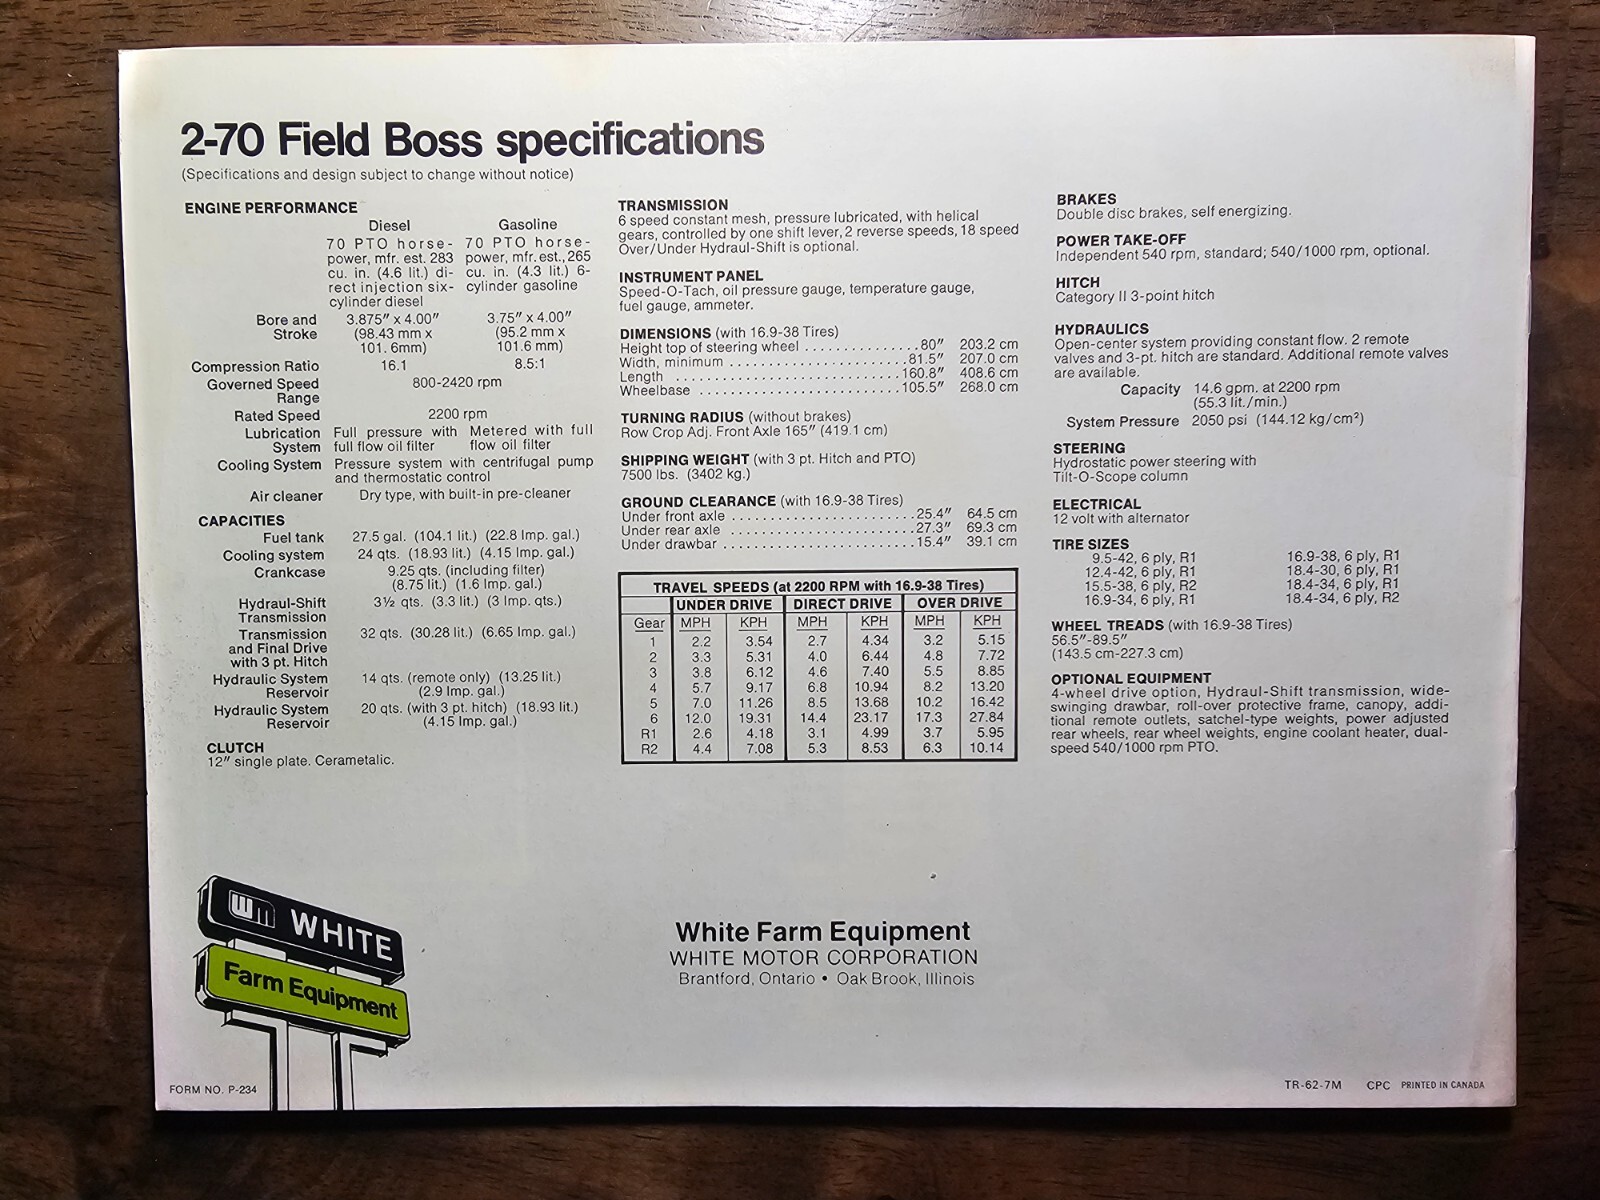 2-70 Field Boss specifications
(Specifications and design subject to change without notice)
ENGINE PERFORMANCE
Diesel Gasoline
70 PTO horse- 70 PTO horse-
power, mfr. est. 283 power, mfr. est., 265
cu. in. (4.6 lit.) di- cu. in. (4.3 lit.) 6-
rect injection six- cylinder gasoline
cylinder diesel
Bore and 3.875" x 4.00" 3.75" x 4.00"
Stroke (98.43 mm x (95.2 mm x
101.6mm) 101.6 mm)
Compression Ratio 16.1 8.5:1
Governed Speed 800-2420 rpm
Range
Rated Speed 2200 rpm
Lubrication Full pressure with Metered with full
System full flow oil filter flow oil filter
Cooling System Pressure system with centrifugal pump
and thermostatic control
Air cleaner Dry type, with built-in pre-cleaner
CAPACITIES
Fuel tank 27.5 gal. (104.1 lit.) (22.8 Imp. gal.)
Cooling system 24 qts. (18.93 lit.) (4.15 Imp. gal.)
Crankcase 9.25 qts. (including filter)
(8.75 lit.) (1.6 Imp. gal.)
Hydraul-Shift 3½ qts. (3.3 lit.) (3 Imp. qts.)
Transmission
Transmission 32 qts. (30.28 lit.) (6.65 Imp. gal.)
and Final Drive
with 3 pt. Hitch
Hydraulic System 14 qts. (remote only) (13.25 lit.)
Reservoir (2.9 Imp. gal.)
Hydraulic System 20 qts. (with 3 pt. hitch) (18.93 lit.)
Reservoir (4.15 Imp. gal.)
CLUTCH
12" single plate. Cerametalic.
TRANSMISSION
6 speed constant mesh, pressure lubricated, with helical
gears, controlled by one shift lever, 2 reverse speeds, 18 speed
Over/Under Hydraul-Shift is optional.
INSTRUMENT PANEL
Speed-O-Tach, oil pressure gauge, temperature gauge,
fuel gauge, ammeter.
DIMENSIONS (with 16.9-38 Tires)
Height top of steering wheel ................80" 203.2 cm
Width, minimum .........................81.5" 207.0 cm
Length ................................160.8" 408.6 cm
Wheelbase .............................105.5" 268.0 cm
TURNING RADIUS (without brakes)
Row Crop Adj. Front Axle 165" (419.1 cm)
SHIPPING WEIGHT (with 3 pt. Hitch and PTO)
7500 lbs. (3402 kg.)
GROUND CLEARANCE (with 16.9-38 Tires)
Under front axle ..........................25.4" 64.5 cm
Under rear axle ...........................27.3" 69.3 cm
Under drawbar ............................15.4" 39.1 cm
TRAVEL SPEEDS (at 2200 RPM with 16.9-38 Tires)
UNDER DRIVE DIRECT DRIVE OVER DRIVE
Gear MPH KPH MPH KPH MPH KPH
1 2.2 3.54 2.7 4.34 3.2 5.15
2 3.3 5.31 4.0 6.44 4.8 7.72
3 3.8 6.12 4.6 7.40 5.5 8.85
4 5.7 9.17 6.8 10.94 8.2 13.20
5 7.0 11.26 8.5 13.68 10.2 16.42
6 12.0 19.31 14.4 23.17 17.3 27.84
R1 2.6 4.18 3.1 4.99 3.7 5.95
R2 4.4 7.08 5.3 8.53 6.3 10.14
BRAKES
Double disc brakes, self energizing.
POWER TAKE-OFF
Independent 540 rpm, standard; 540/1000 rpm, optional.
HITCH
Category II 3-point hitch
HYDRAULICS
Open-center system providing constant flow. 2 remote
valves and 3-pt. hitch are standard. Additional remote valves
are available.
Capacity 14.6 gpm. at 2200 rpm
(55.3 lit./min.)
System Pressure 2050 psi (144.12 kg/cm²)
STEERING
Hydrostatic power steering with
Tilt-O-Scope column
ELECTRICAL
12 volt with alternator
TIRE SIZES
9.5-42, 6 ply, R1 16.9-38, 6 ply, R1
12.4-42, 6 ply, R1 18.4-30, 6 ply, R1
15.5-38, 6 ply, R2 18.4-34, 6 ply, R1
16.9-34, 6 ply, R1 18.4-34, 6 ply, R2
WHEEL TREADS (with 16.9-38 Tires)
56.5"-89.5"
(143.5 cm-227.3 cm)
OPTIONAL EQUIPMENT
4-wheel drive option, Hydraul-Shift transmission, wide-
swinging drawbar, roll-over protective frame, canopy, addi-
tional remote outlets, satchel-type weights, power adjusted
rear wheels, rear wheel weights, engine coolant heater, dual-
speed 540/1000 rpm PTO.
WM WHITE
Farm Equipment
White Farm Equipment
WHITE MOTOR CORPORATION
Brantford, Ontario • Oak Brook, Illinois
FORM NO. P-234
TR-62-7M CPC PRINTED IN CANADA